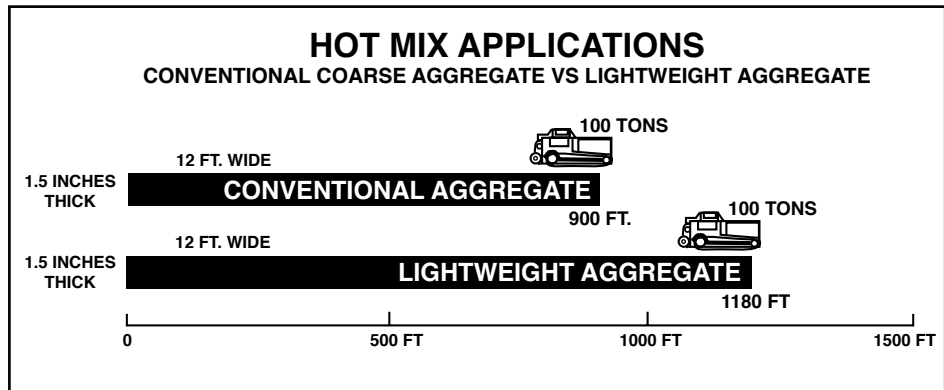 HOT MIX APPLICATIONS
CONVENTIONAL COARSE AGGREGATE VS LIGHTWEIGHT AGGREGATE
100 TONS
12 FT. WIDE
1.5 INCHES
THICK
CONVENTIONAL AGGREGATE
900 FT.
100 TONS
12 FT. WIDE
1.5 INCHES
THICK
LIGHTWEIGHT AGGREGATE
1180 FT
0 500 FT 1000 FT 1500 FT